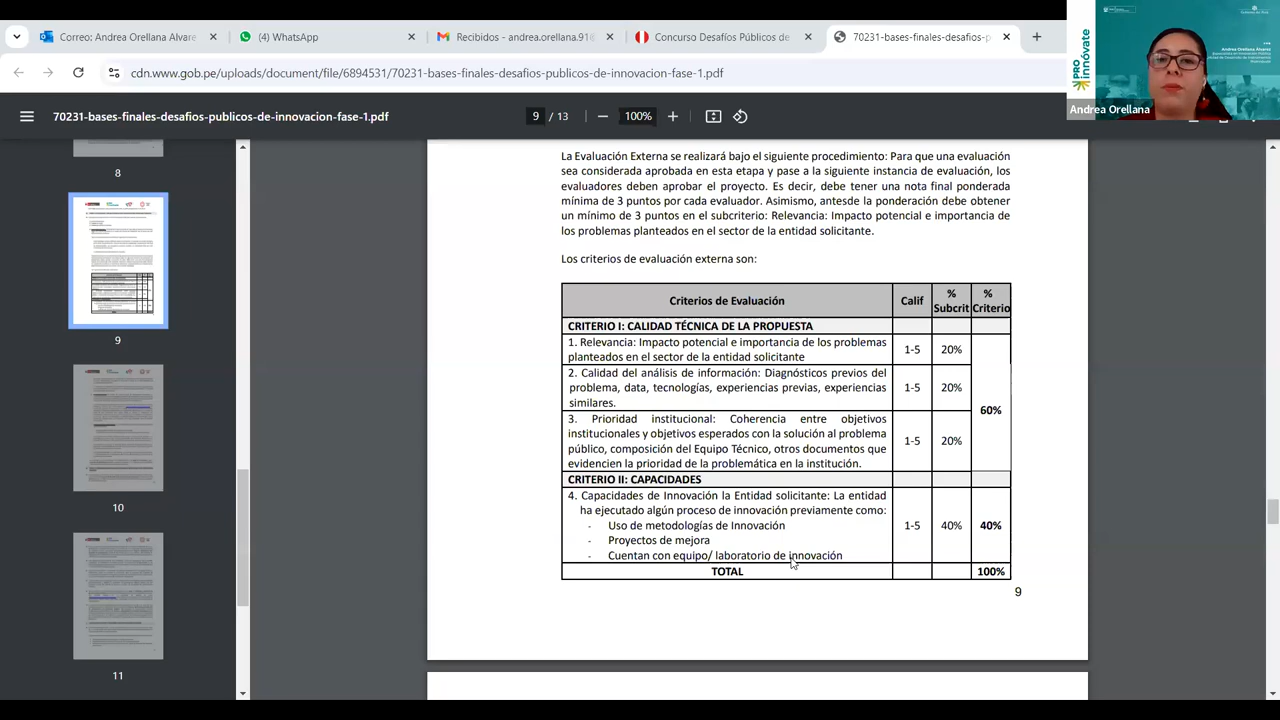 Correo: Andrea Orellana Alvare
(4) WhatsApp
Recibidos - andrea.orellana.91@
Concurso Desafíos Públicos de
70231-bases-finales-desafios-p
cdn.www.gob.pe/uploads/document/file/6894281/70231-bases-finales-desafios-publicos-de-innovacion-fase-1.pdf
70231-bases-finales-desafios-publicos-de-innovacion-fase-1
9 / 13
100%
PRO innóvate
Andrea Orellana Álvarez
Andrea Orellana
8
9
10
11
La Evaluación Externa se realizará bajo el siguiente procedimiento: Para que una evaluación
sea considerada aprobada en esta etapa y pase a la siguiente instancia de evaluación, los
evaluadores deben aprobar el proyecto. Es decir, debe tener una nota final ponderada
mínima de 3 puntos por cada evaluador. Asimismo, antes de la ponderación debe obtener
un mínimo de 3 puntos en el subcriterio: Relevancia: Impacto potencial e importancia de
los problemas planteados en el sector de la entidad solicitante.
Los criterios de evaluación externa son:
Criterios de Evaluación
Calif
% Subcrit
% Criterio
CRITERIO I: CALIDAD TÉCNICA DE LA PROPUESTA
1. Relevancia: Impacto potencial e importancia de los problemas
planteados en el sector de la entidad solicitante
1-5
20%
2. Calidad del análisis de información: Diagnósticos previos del
problema, data, tecnologías, experiencias previas, experiencias
similares.
1-5
20%
60%
3. Prioridad institucional: Coherencia entre objetivos
institucionales y objetivos esperados con la solución al problema
público, composición del Equipo Técnico, otros documentos que
evidencien la prioridad de la problemática en la institución.
1-5
20%
CRITERIO II: CAPACIDADES
4. Capacidades de Innovación la Entidad solicitante: La entidad
ha ejecutado algún proceso de innovación previamente como:
- Uso de metodologías de Innovación
- Proyectos de mejora
- Cuentan con equipo/ laboratorio de innovación
1-5
40%
40%
TOTAL
100%
9